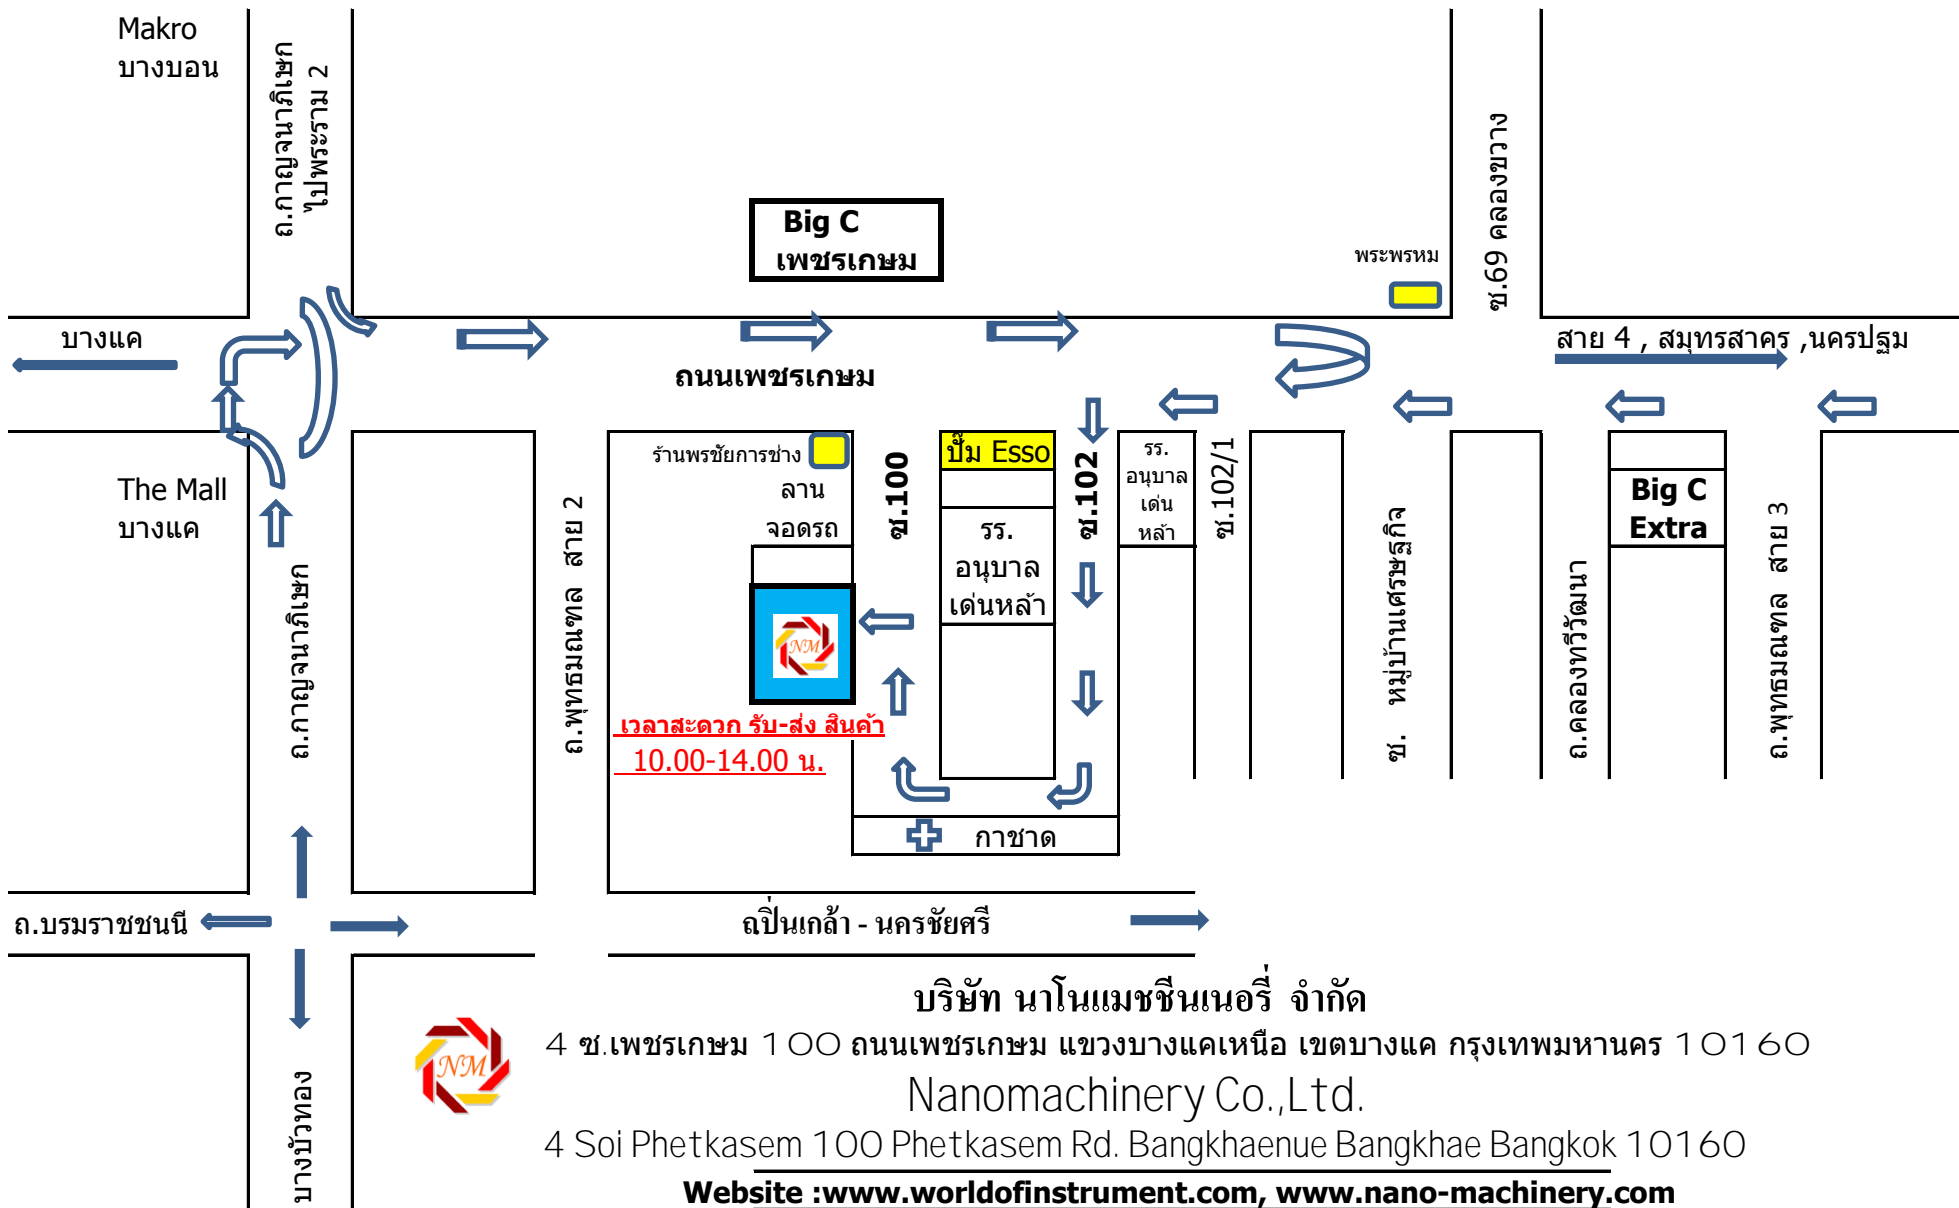 Makro
บางบอน
ถ.กาญจนาภิเษก
ไปพระราม 2
Big C
เพชรเกษม
พระพรหม
ซ.69 คลองขวาง
บางแค
สาย 4 , สมุทรสาคร ,นครปฐม
ถนนเพชรเกษม
The Mall
บางแค
ถ.กาญจนาภิเษก
ถ.พุทธมณฑล สาย 2
ร้านพรชัยการช่าง
ลาน
จอดรถ
ซ.100
ปั๊ม Esso
รร.
อนุบาล
เด่นหล้า
ซ.102
รร.
อนุบาล
เด่น
หล้า
ซ.102/1
ซ. หมู่บ้านเศรษฐกิจ
ถ.คลองทวีวัฒนา
Big C
Extra
ถ.พุทธมณฑล สาย 3
NM
เวลาสะดวก รับ-ส่ง สินค้า
10.00-14.00 น.
กาชาด
ถ.บรมราชชนนี
ถปิ่นเกล้า - นครชัยศรี
บางบัวทอง
NM
บริษัท นาโนแมชชีนเนอรี่ จำกัด
4 ซ.เพชรเกษม 100 ถนนเพชรเกษม แขวงบางแคเหนือ เขตบางแค กรุงเทพมหานคร 10160
Nanomachinery Co.,Ltd.
4 Soi Phetkasem 100 Phetkasem Rd. Bangkhaenue Bangkhae Bangkok 10160
Website :www.worldofinstrument.com, www.nano-machinery.com